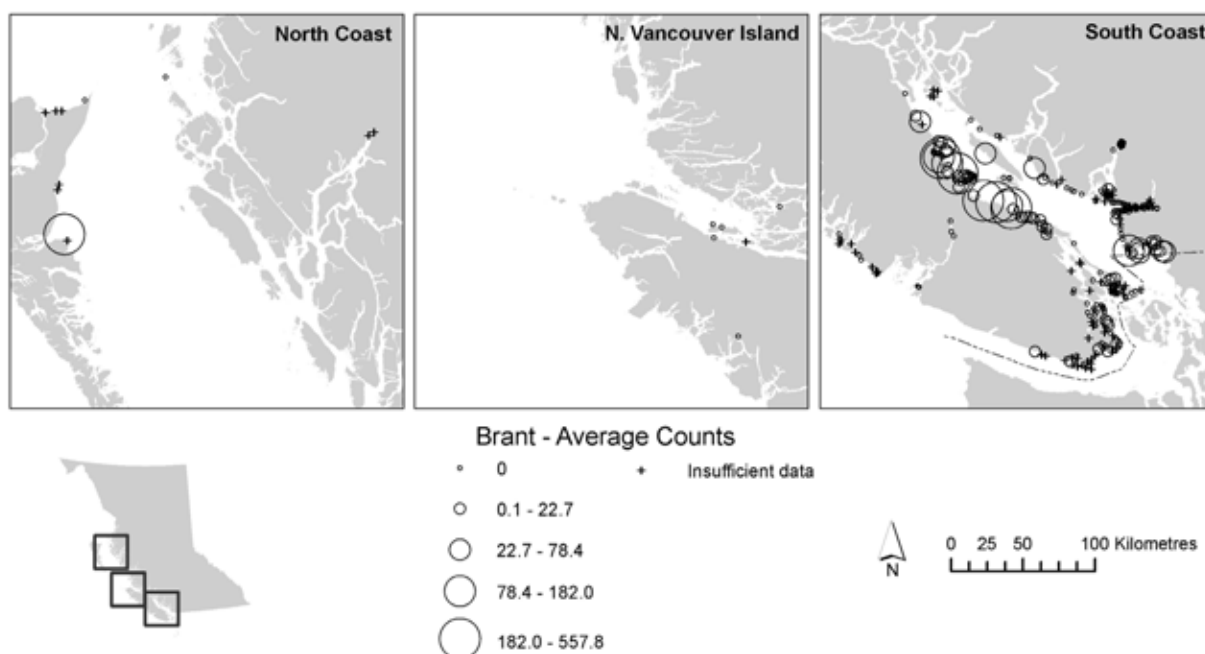 North Coast
N. Vancouver Island
South Coast
Brant - Average Counts
0
Insufficient data
0.1 - 22.7
22.7 - 78.4
78.4 - 182.0
182.0 - 557.8
N
0 25 50 100 Kilometres